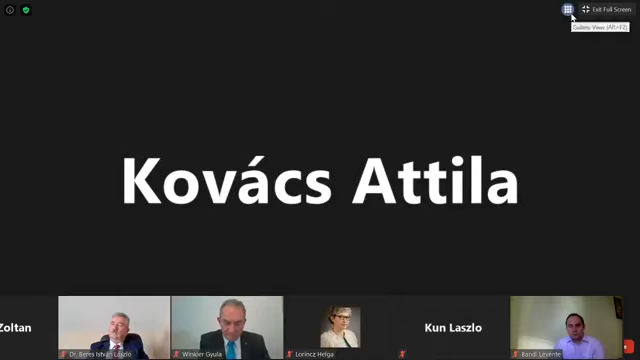 Exit Full Screen
Gallery View (Alt+F2)
Kovács Attila
Zoltan
Kun Laszlo
Dr. Beres István László
Winkler Gyula
Lorincz Helga
Bandi Levente